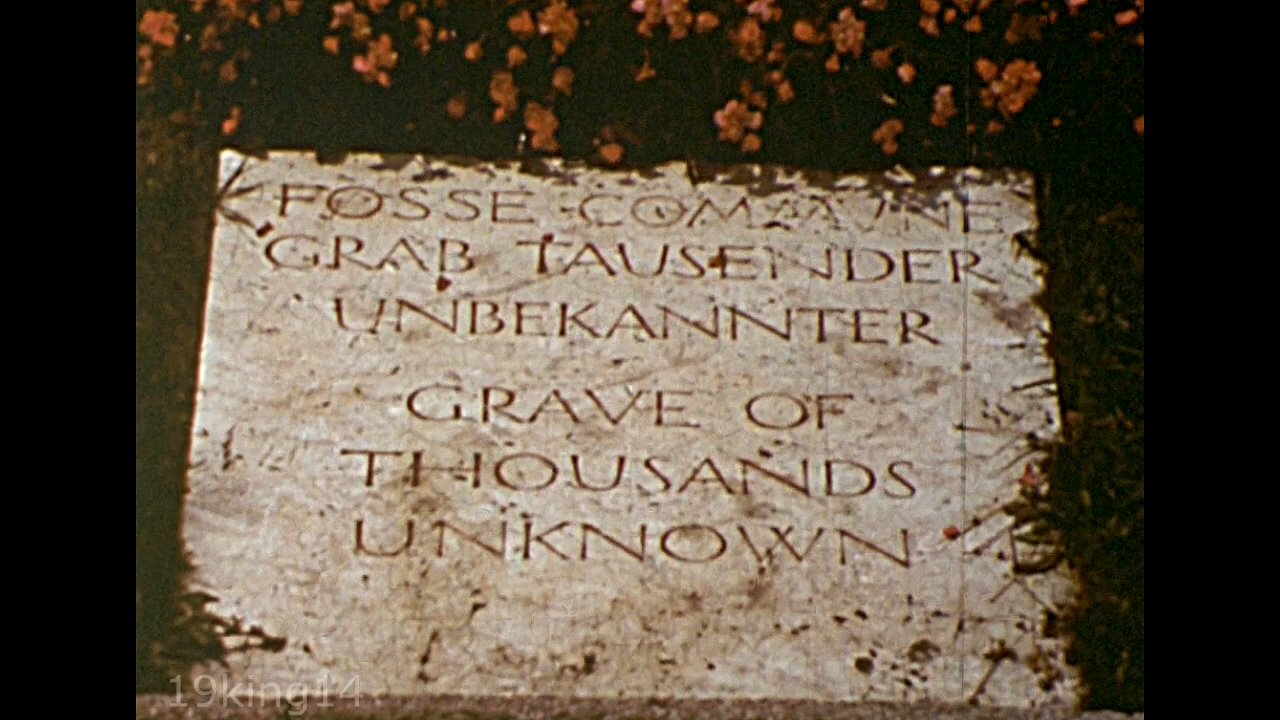 FOSSE COMMUNE
GRAB TAUSENDER
UNBEKANNTER
GRAVE OF
THOUSANDS
UNKNOWN
19king14